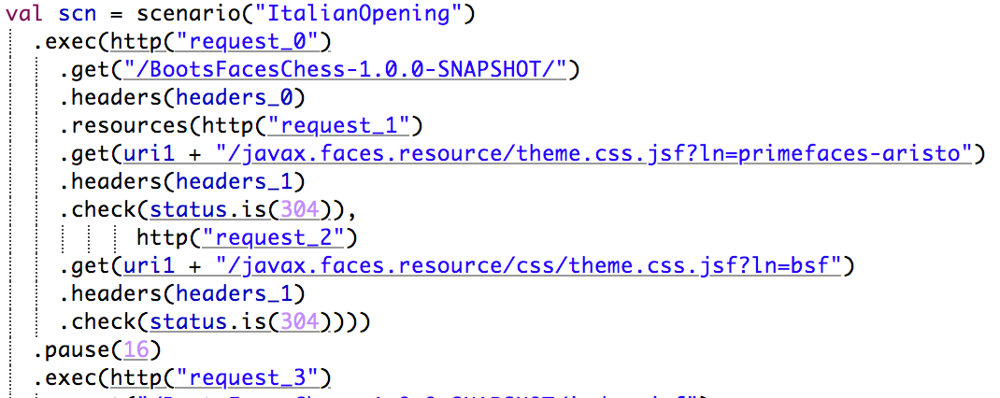 val scn = scenario("ItalianOpening")
.exec(http("request_0")
.get("/BootsFacesChess-1.0.0-SNAPSHOT/")
.headers(headers_0)
.resources(http("request_1")
.get(uri1 + "/javax.faces.resource/theme.css.jsf?ln=primefaces-aristo")
.headers(headers_1)
.check(status.is(304)),
http("request_2")
.get(uri1 + "/javax.faces.resource/css/theme.css.jsf?ln=bsf")
.headers(headers_1)
.check(status.is(304))))
.pause(16)
.exec(http("request_3")